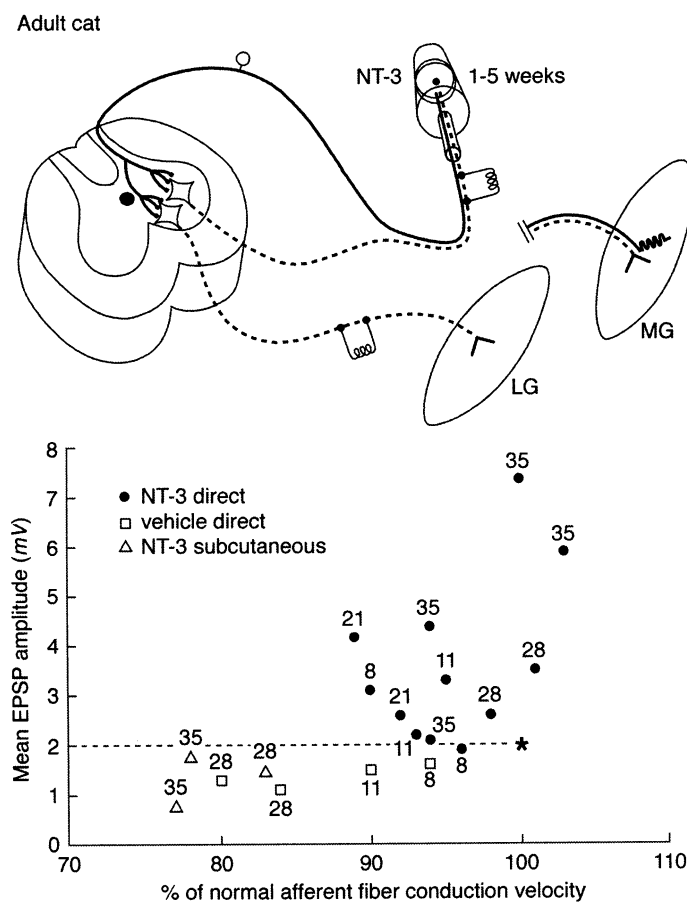 Adult cat
NT-3 1-5 weeks
MG
LG
8
7
6
5
4
3
2
1
0
Mean EPSP amplitude (mV)
● NT-3 direct
□ vehicle direct
△ NT-3 subcutaneous
35
35
21
35
8
11
28
21
28
35
11
8
35
28
28
35
28
11
8
70 80 90 100 110
% of normal afferent fiber conduction velocity